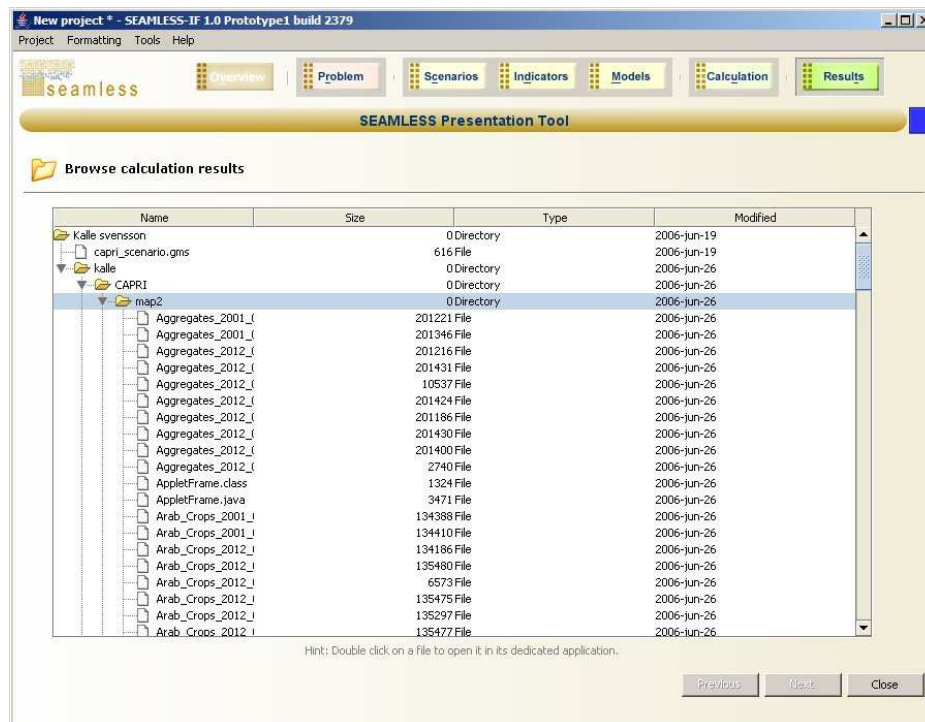 New project * - SEAMLESS-IF 1.0 Prototype1 build 2379
Project Formatting Tools Help
seamless
Overview Problem Scenarios Indicators Models Calculation Results
SEAMLESS Presentation Tool
Browse calculation results
Name Size Type Modified
Kalle svensson 0 Directory 2006-jun-19
capri_scenario.gms 616 File 2006-jun-19
kalle 0 Directory 2006-jun-26
CAPRI 0 Directory 2006-jun-26
map2 0 Directory 2006-jun-26
Aggregates_2001_( 201221 File 2006-jun-26
Aggregates_2001_( 201346 File 2006-jun-26
Aggregates_2012_( 201216 File 2006-jun-26
Aggregates_2012_( 201431 File 2006-jun-26
Aggregates_2012_( 10537 File 2006-jun-26
Aggregates_2012_( 201424 File 2006-jun-26
Aggregates_2012_( 201186 File 2006-jun-26
Aggregates_2012_( 201430 File 2006-jun-26
Aggregates_2012_( 201400 File 2006-jun-26
Aggregates_2012_( 2740 File 2006-jun-26
AppletFrame.class 1324 File 2006-jun-26
AppletFrame.java 3471 File 2006-jun-26
Arab_Crops_2001_( 134388 File 2006-jun-26
Arab_Crops_2001_( 134410 File 2006-jun-26
Arab_Crops_2012_( 134186 File 2006-jun-26
Arab_Crops_2012_( 135480 File 2006-jun-26
Arab_Crops_2012_( 6573 File 2006-jun-26
Arab_Crops_2012_( 135475 File 2006-jun-26
Arab_Crops_2012_( 135297 File 2006-jun-26
Arab_Crops_2012_( 135477 File 2006-jun-26
Hint: Double click on a file to open it in its dedicated application.
Previous Next Close